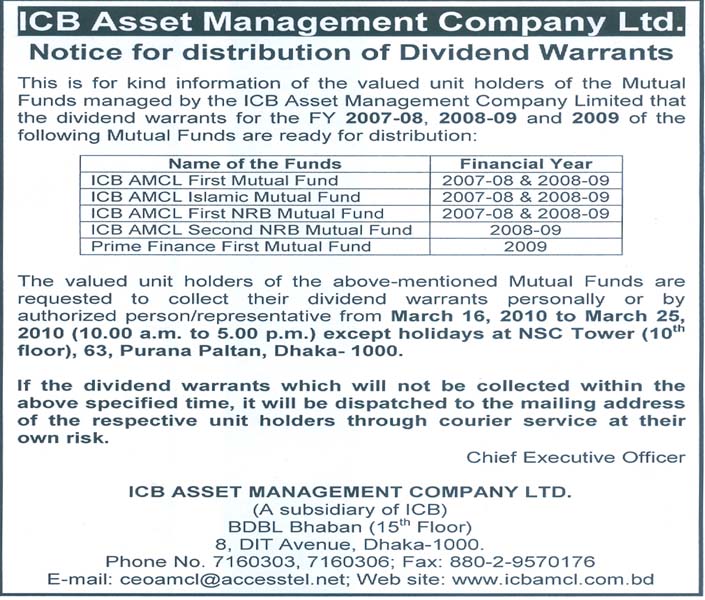 ICB Asset Management Company Ltd.
Notice for distribution of Dividend Warrants
This is for kind information of the valued unit holders of the Mutual
Funds managed by the ICB Asset Management Company Limited that
the dividend warrants for the FY 2007-08, 2008-09 and 2009 of the
following Mutual Funds are ready for distribution:
Name of the Funds Financial Year
ICB AMCL First Mutual Fund 2007-08 & 2008-09
ICB AMCL Islamic Mutual Fund 2007-08 & 2008-09
ICB AMCL First NRB Mutual Fund 2007-08 & 2008-09
ICB AMCL Second NRB Mutual Fund 2008-09
Prime Finance First Mutual Fund 2009
The valued unit holders of the above-mentioned Mutual Funds are
requested to collect their dividend warrants personally or by
authorized person/representative from March 16, 2010 to March 25,
2010 (10.00 a.m. to 5.00 p.m.) except holidays at NSC Tower (10th
floor), 63, Purana Paltan, Dhaka- 1000.
If the dividend warrants which will not be collected within the
above specified time, it will be dispatched to the mailing address
of the respective unit holders through courier service at their
own risk.
Chief Executive Officer
ICB ASSET MANAGEMENT COMPANY LTD.
(A subsidiary of ICB)
BDBL Bhaban (15th Floor)
8, DIT Avenue, Dhaka-1000.
Phone No. 7160303, 7160306; Fax: 880-2-9570176
E-mail: ceoamcl@accesstel.net; Web site: www.icbamcl.com.bd